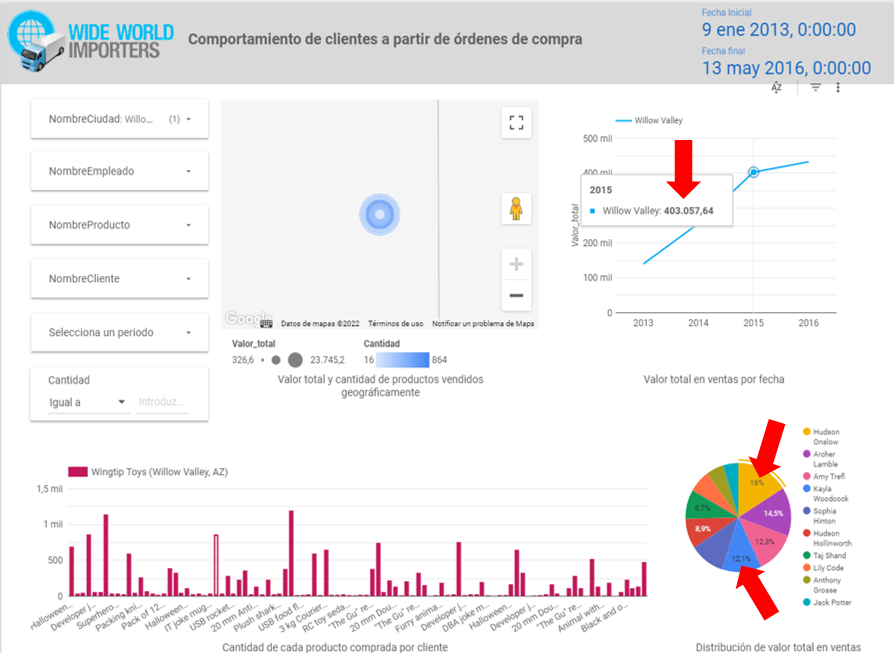 WIDE WORLD
IMPORTERS
Comportamiento de clientes a partir de órdenes de compra
Fecha Inicial
9 ene 2013, 0:00:00
Fecha final
13 may 2016, 0:00:00
AZ
NombreCiudad: Willo... (1)
NombreEmpleado
NombreProducto
NombreCliente
Selecciona un periodo
Cantidad
Igual a
Introduz...
Google
Datos de mapas ©2022 Términos de uso Notificar un problema de Maps
Valor_total
326,6 23.745,2
Cantidad
16 864
Valor total y cantidad de productos vendidos
geográficamente
Willow Valley
500 mil
400 mil
200 mil
100 mil
0
Valor_total
2015
Willow Valley: 403.057,64
2013 2014 2015 2016
Valor total en ventas por fecha
Wingtip Toys (Willow Valley, AZ)
1,5 mil
1 mil
500
0
Halloween...
Developer j...
Superhero...
Packing kni...
Pack of 12...
Halloween...
IT joke mug...
USB rocket...
20 mm Anti...
Plush shark...
USB food fl...
3 kg Courier...
RC toy seda...
"The Gu" re...
20 mm Dou...
"The Gu" re...
Furry anima...
Developer j...
DBA joke m...
Halloween...
Developer j...
20 mm Dou...
"The Gu" re...
Animal with...
Black and o...
Cantidad de cada producto comprada por cliente
16%
14,5%
12,3%
12,1%
8,9%
8,7%
Hudson
Onslow
Archer
Lamble
Amy Trefl
Kayla
Woodcock
Sophia
Hinton
Hudson
Hollinworth
Taj Shand
Lily Code
Anthony
Grosse
Jack Potter
Distribución de valor total en ventas